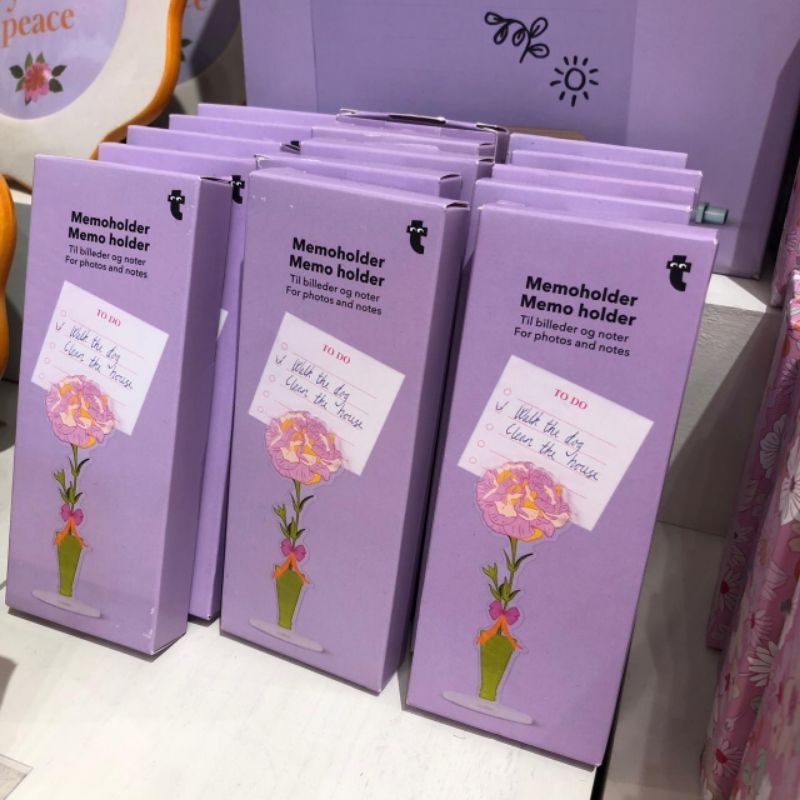 peace
Memoholder
Memo holder
Til billeder og noter
For photos and notes
TO DO
Walk the dog
Clean the house
Memoholder
Memo holder
Til billeder og noter
For photos and notes
TO DO
Walk the dog
Clean the house
Memoholder
Memo holder
Til billeder og noter
For photos and notes
TO DO
Walk the dog
Clean the house